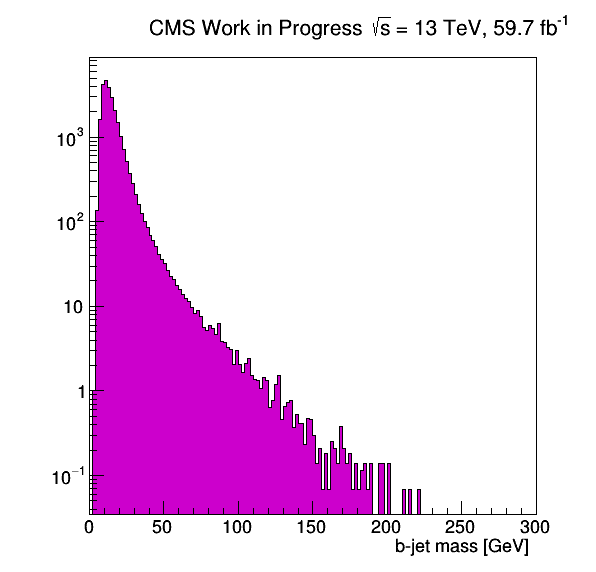 CMS Work in Progress √s = 13 TeV, 59.7 fb⁻¹
10³
10²
10
1
10⁻¹
0 50 100 150 200 250 300
b-jet mass [GeV]